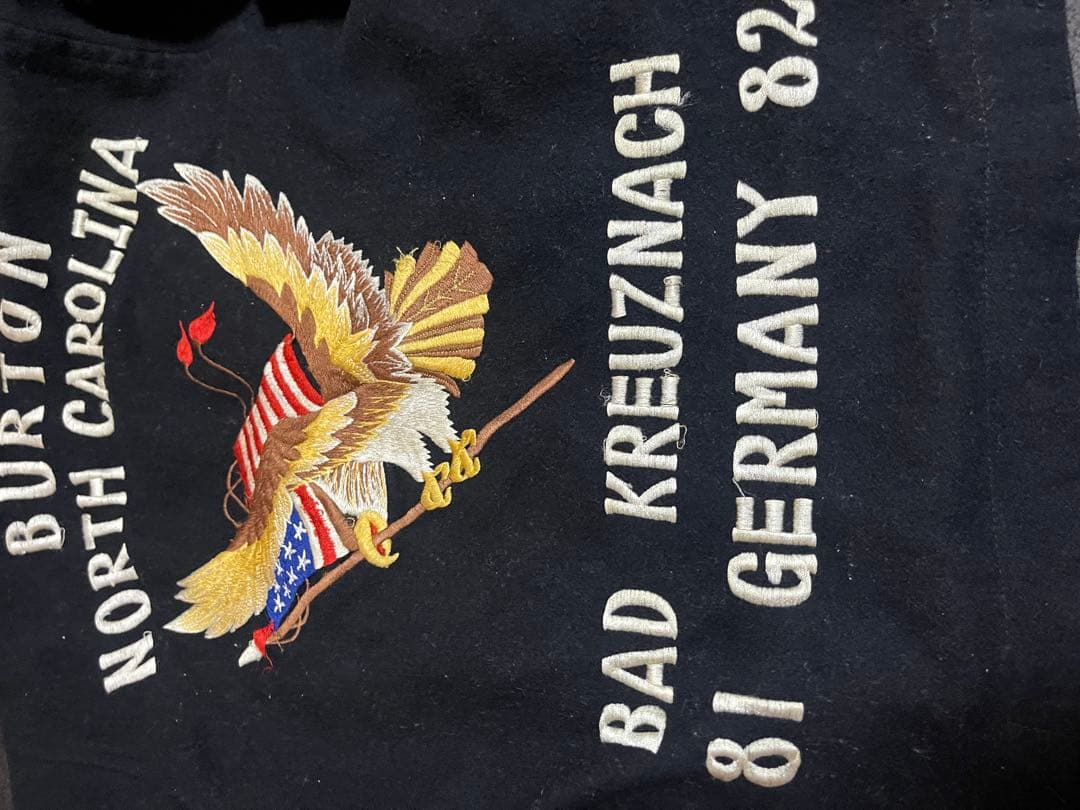 BURTON
NORTH CAROLINA
BAD KREUZNACH
81 GERMANY 82